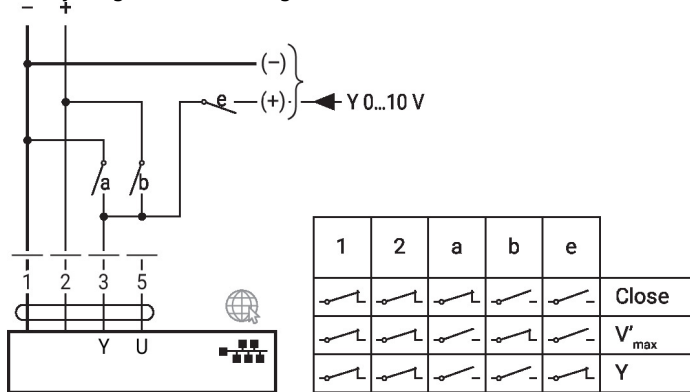 − +
(−)
e (+) Y 0...10 V
a b
1 2 3 5
Y U
1 2 a b e
Close
V'max
Y